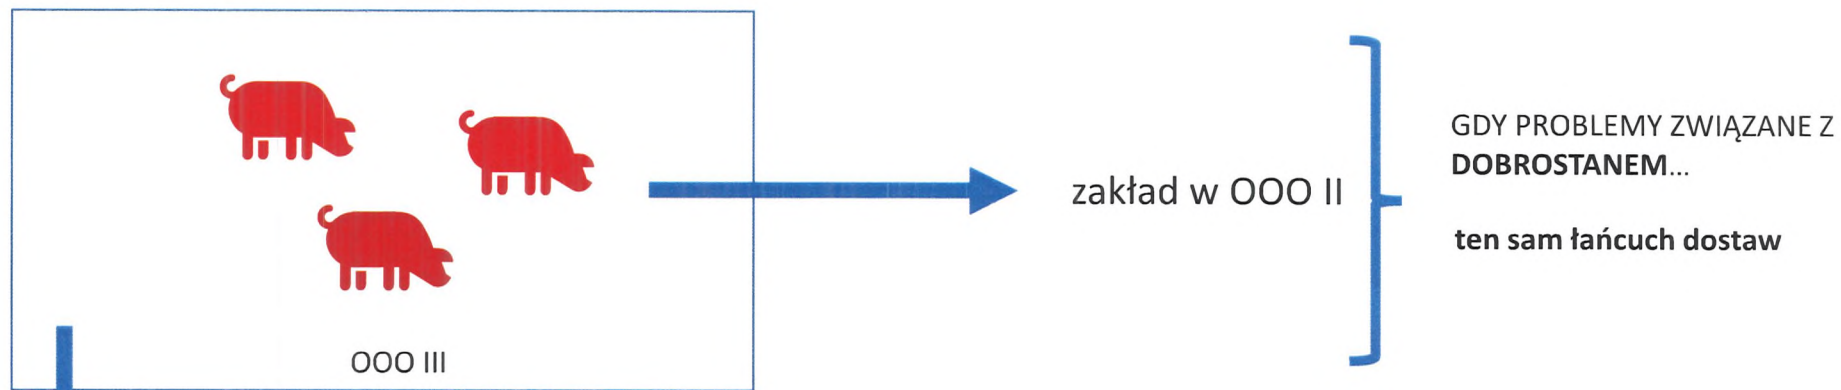 OOO III
zakład w OOO II
GDY PROBLEMY ZWIĄZANE Z
DOBROSTANEM...
ten sam łańcuch dostaw